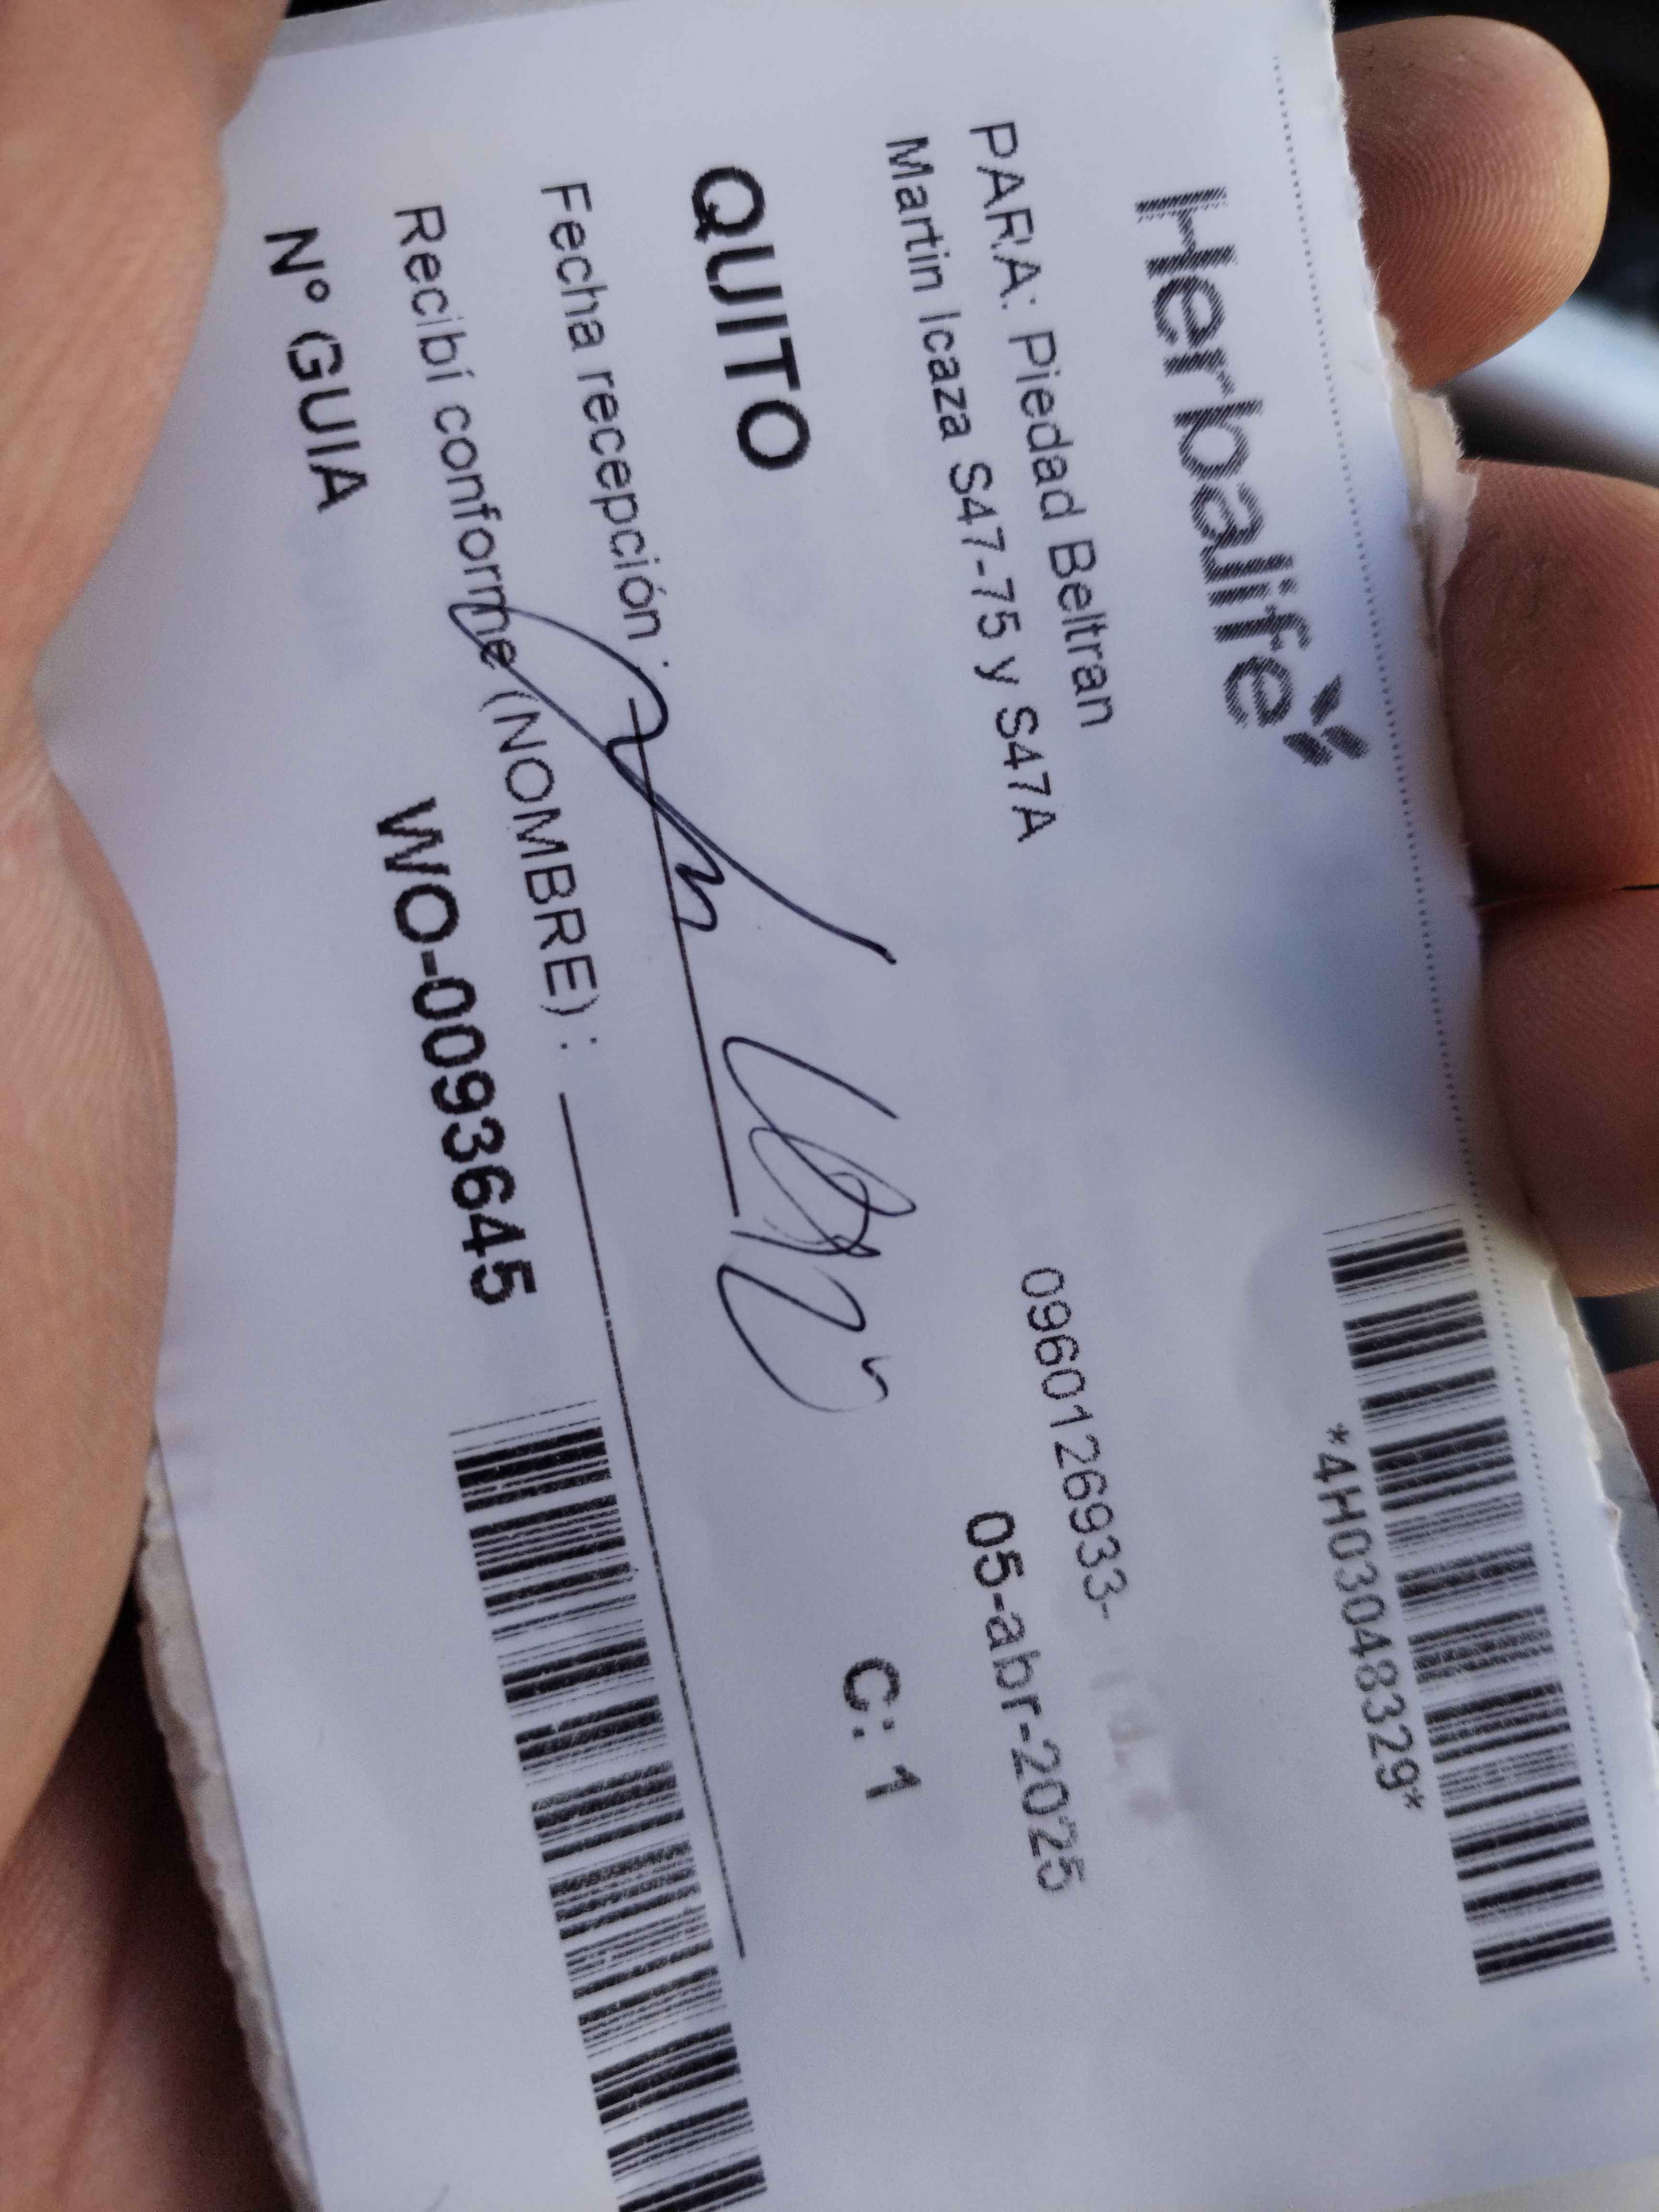 Herbalife
*4H03048329*
PARA: Piedad Beltran
0960126933-
Martin Icaza S47-75 y S47A
05-abr-2025
QUITO
C: 1
Fecha recepción :
Recibí conforme (NOMBRE) :
N° GUIA
WO-0093645